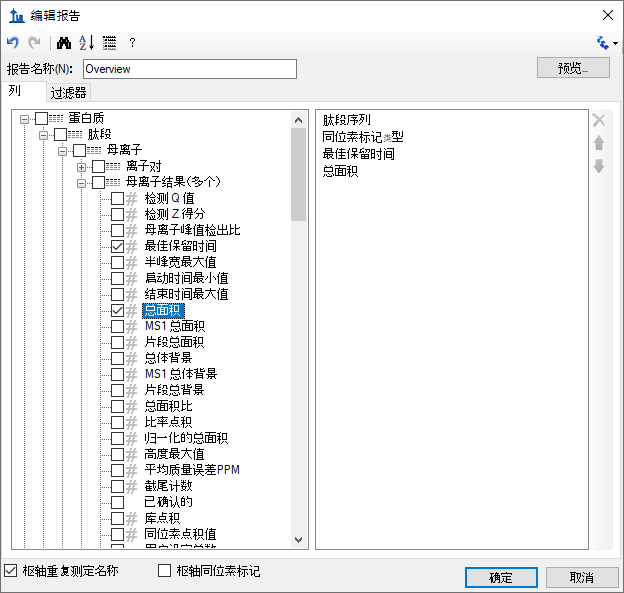 编辑报告
?
报告名称(N): Overview 预览...
列 过滤器
蛋白质
肽段
母离子
离子对
母离子结果(多个)
检测 Q 值
检测 Z 得分
母离子峰值检出比
最佳保留时间
半峰宽最大值
启动时间最小值
结束时间最大值
总面积
MS1 总面积
片段总面积
总体背景
MS1 总体背景
片段总背景
总面积比
比率点积
归一化的总面积
高度最大值
平均质量误差PPM
截尾计数
已确认的
库点积
同位素点积值
肽段序列
同位素标记类型
最佳保留时间
总面积
枢轴重复测定名称 枢轴同位素标记
确定 取消